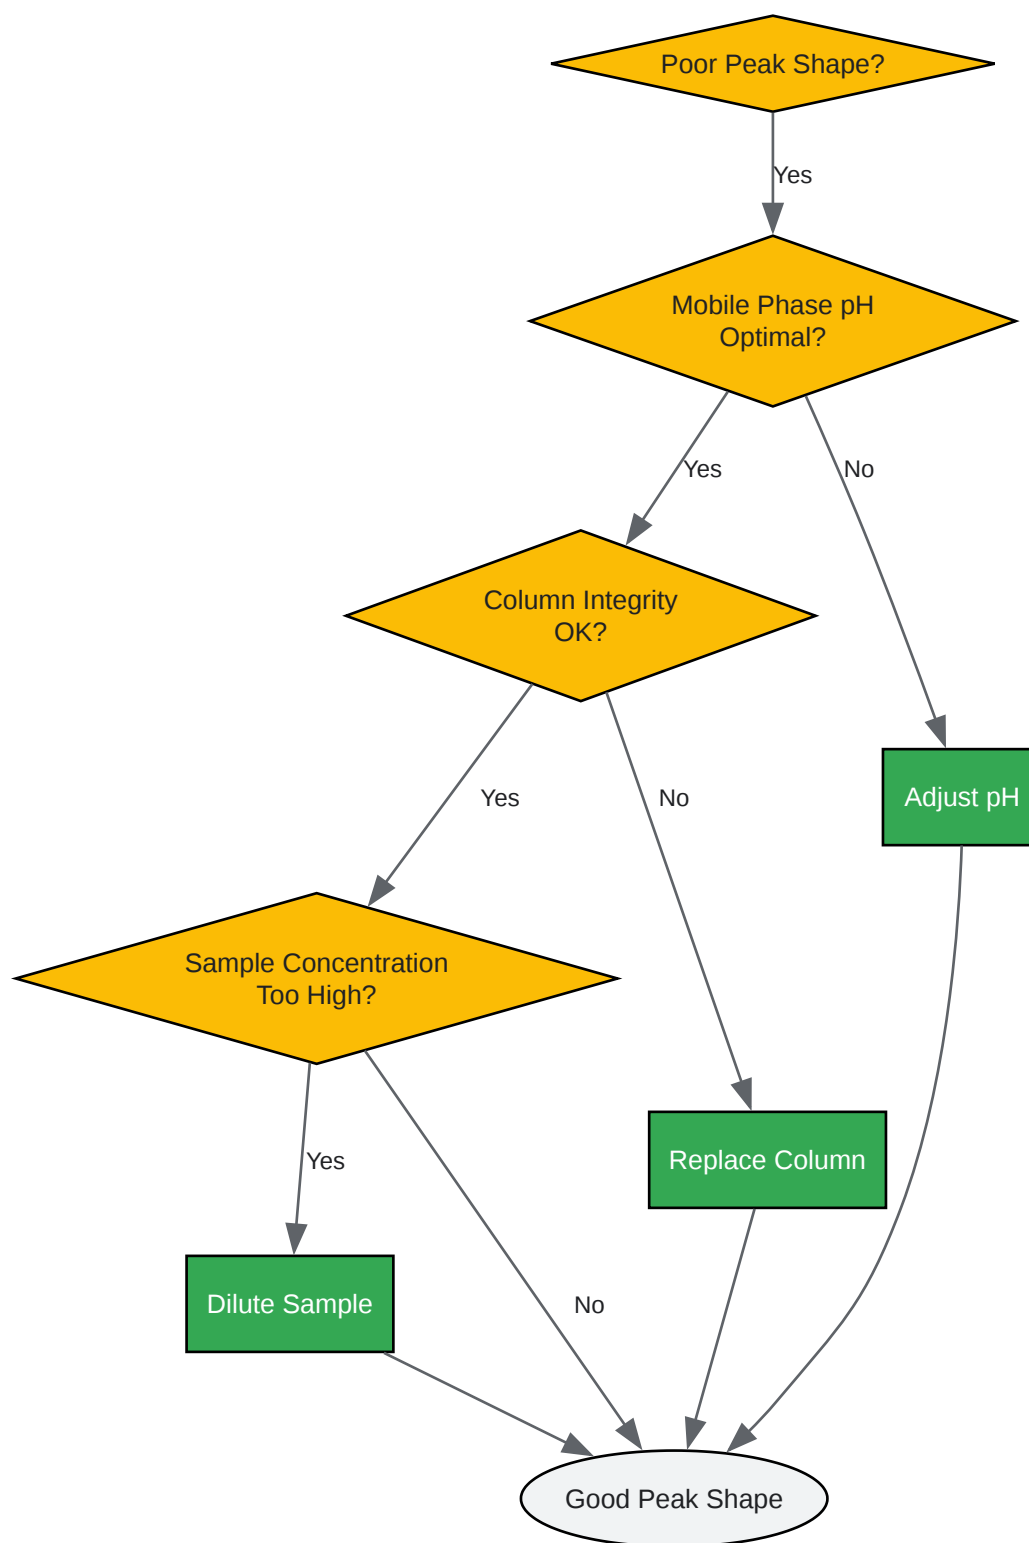 Poor Peak Shape?
Yes
Mobile Phase pH
Optimal?
Yes
No
Column Integrity
OK?
Yes
No
Adjust pH
Sample Concentration
Too High?
Yes
Replace Column
Dilute Sample
No
Good Peak Shape